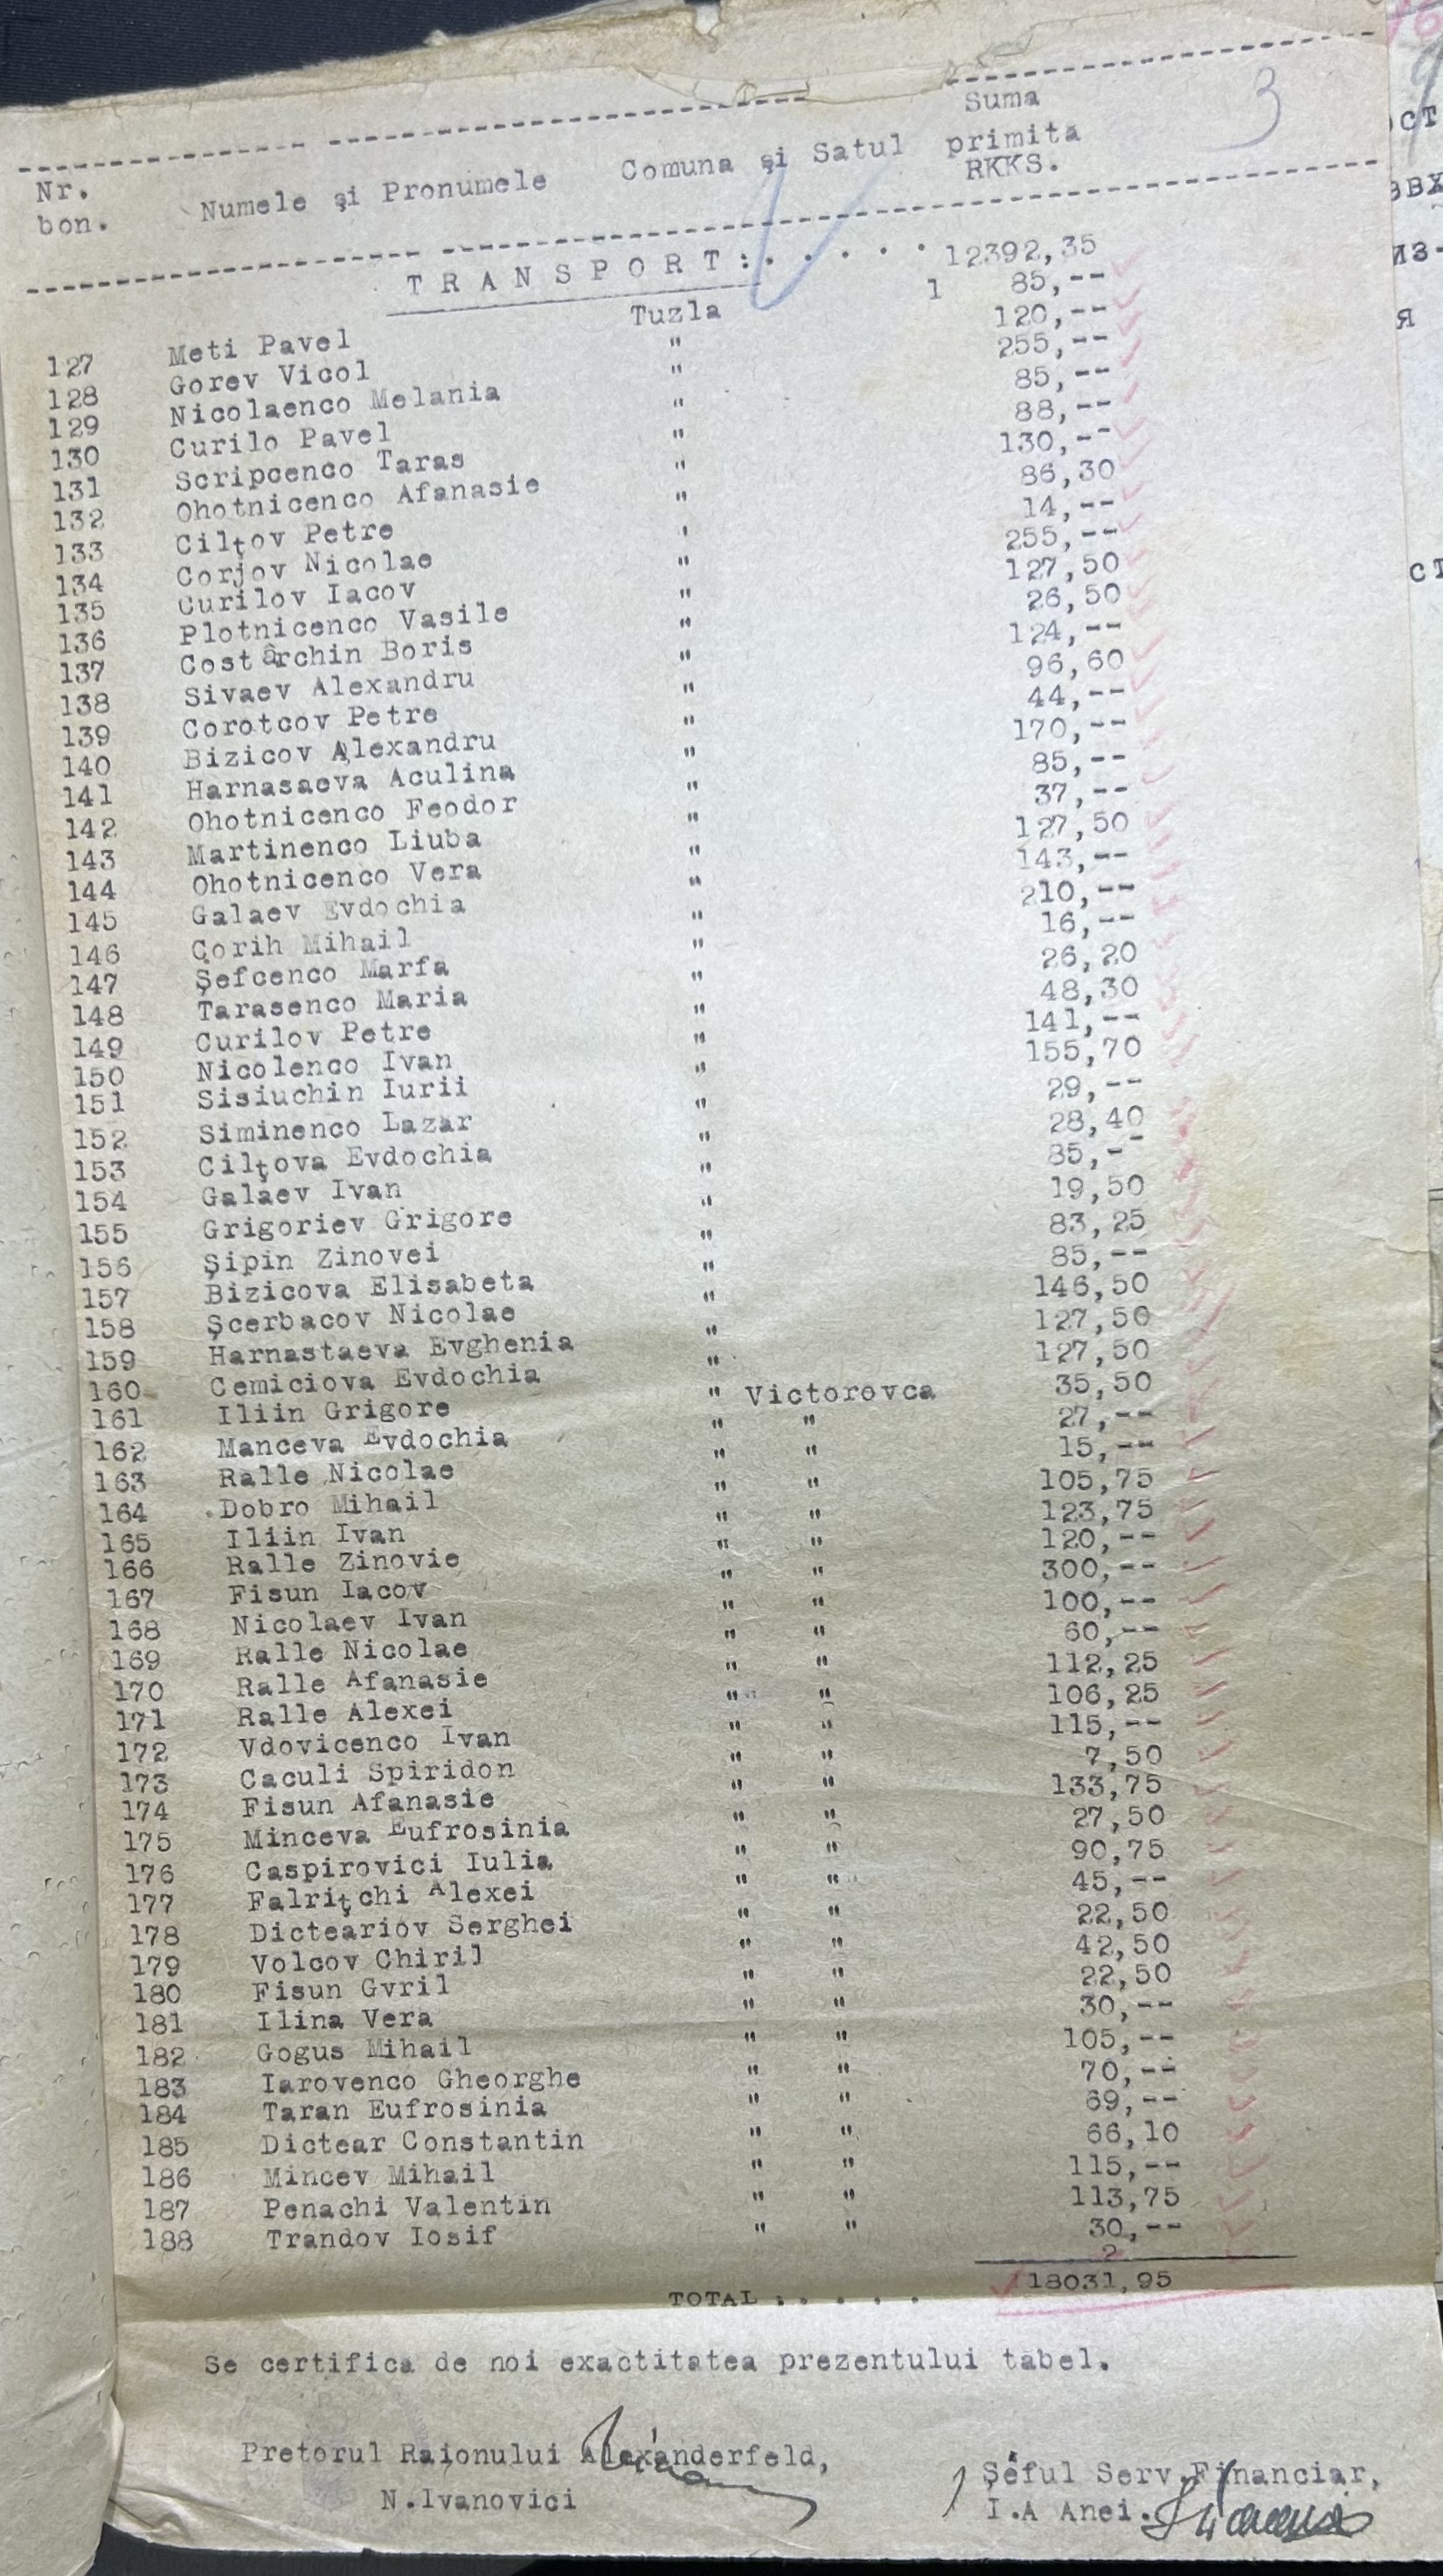 3
Suma
Nr. Numele şi Pronumele Comuna şi Satul primita
bon. RKKS.
TRANSPORT:..... 12392,35
127 Meti Pavel Tuzla 1 85,--
128 Gorev Vicol " 120,--
129 Nicolaenco Melania " 255,--
130 Curilo Pavel " 85,--
131 Scripcenco Taras " 88,--
132 Ohotnicenco Afanasie " 130,--
133 Cilţov Petre " 86,30
134 Corjov Nicolae ' 14,--
135 Curilov Iacov " 255,--
136 Plotnicenco Vasile " 127,50
137 Costârchin Boris " 26,50
138 Sivaev Alexandru " 124,--
139 Corotcov Petre " 96,60
140 Bizicov Alexandru " 44,--
141 Harnasaeva Aculina " 170,--
142 Ohotnicenco Feodor " 85,--
143 Martinenco Liuba " 37,--
144 Ohotnicenco Vera " 127,50
145 Galaev Evdochia " 143,--
146 Corih Mihail " 210,--
147 Şefcenco Marfa " 16,--
148 Tarasenco Maria " 26,20
149 Curilov Petre " 48,30
150 Nicolenco Ivan " 141,--
151 Sisiuchin Iurii " 155,70
152 Siminenco Lazar " 29,--
153 Cilţova Evdochia " 28,40
154 Galaev Ivan " 85,--
155 Grigoriev Grigore " 19,50
156 Şipin Zinovei " 83,25
157 Bizicova Elisabeta " 85,--
158 Şcerbacov Nicolae " 146,50
159 Harnastaeva Evghenia " 127,50
160 Cemiciova Evdochia " 127,50
161 Iliin Grigore " Victorovca 35,50
162 Manceva Evdochia " " 27,--
163 Ralle Nicolae " " 15,--
164 Dobro Mihail " " 105,75
165 Iliin Ivan " " 123,75
166 Ralle Zinovie " " 120,--
167 Fisun Iacov " " 300,--
168 Nicolaev Ivan " " 100,--
169 Ralle Nicolae " " 60,--
170 Ralle Afanasie " " 112,25
171 Ralle Alexei " " 106,25
172 Vdovicenco Ivan " " 115,--
173 Caculi Spiridon " " 7,50
174 Fisun Afanasie " " 133,75
175 Minceva Eufrosinia " " 27,50
176 Caspirovici Iulia " " 90,75
177 Falriţchi Alexei " " 45,--
178 Dicteariov Serghei " " 22,50
179 Volcov Chiril " " 42,50
180 Fisun Gvril " " 22,50
181 Ilina Vera " " 30,--
182 Gogus Mihail " " 105,--
183 Iarovenco Gheorghe " " 70,--
184 Taran Eufrosinia " " 69,--
185 Dictear Constantin " " 66,10
186 Mincev Mihail " " 115,--
187 Penachi Valentin " " 113,75
188 Trandov Iosif " " 30,--
TOTAL:.... 18031,95
Se certifica de noi exactitatea prezentului tabel.
Pretorul Raionului Alexanderfeld,
N.Ivanovici
Şeful Serv.Financiar,
I.A Anei.